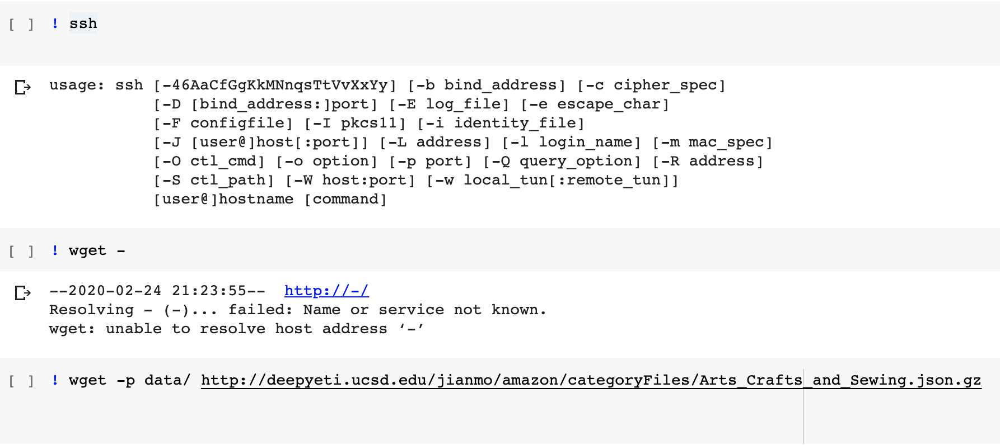 [ ] ! ssh
usage: ssh [-46AaCfGgKkMNnqsTtVvXxYy] [-b bind_address] [-c cipher_spec]
[-D [bind_address:]port] [-E log_file] [-e escape_char]
[-F configfile] [-I pkcs11] [-i identity_file]
[-J [user@]host[:port]] [-L address] [-l login_name] [-m mac_spec]
[-O ctl_cmd] [-o option] [-p port] [-Q query_option] [-R address]
[-S ctl_path] [-W host:port] [-w local_tun[:remote_tun]]
[user@]hostname [command]
[ ] ! wget -
--2020-02-24 21:23:55--  http://-/
Resolving - (-)... failed: Name or service not known.
wget: unable to resolve host address ‘-’
[ ] ! wget -p data/ http://deepyeti.ucsd.edu/jianmo/amazon/categoryFiles/Arts_Crafts_and_Sewing.json.gz